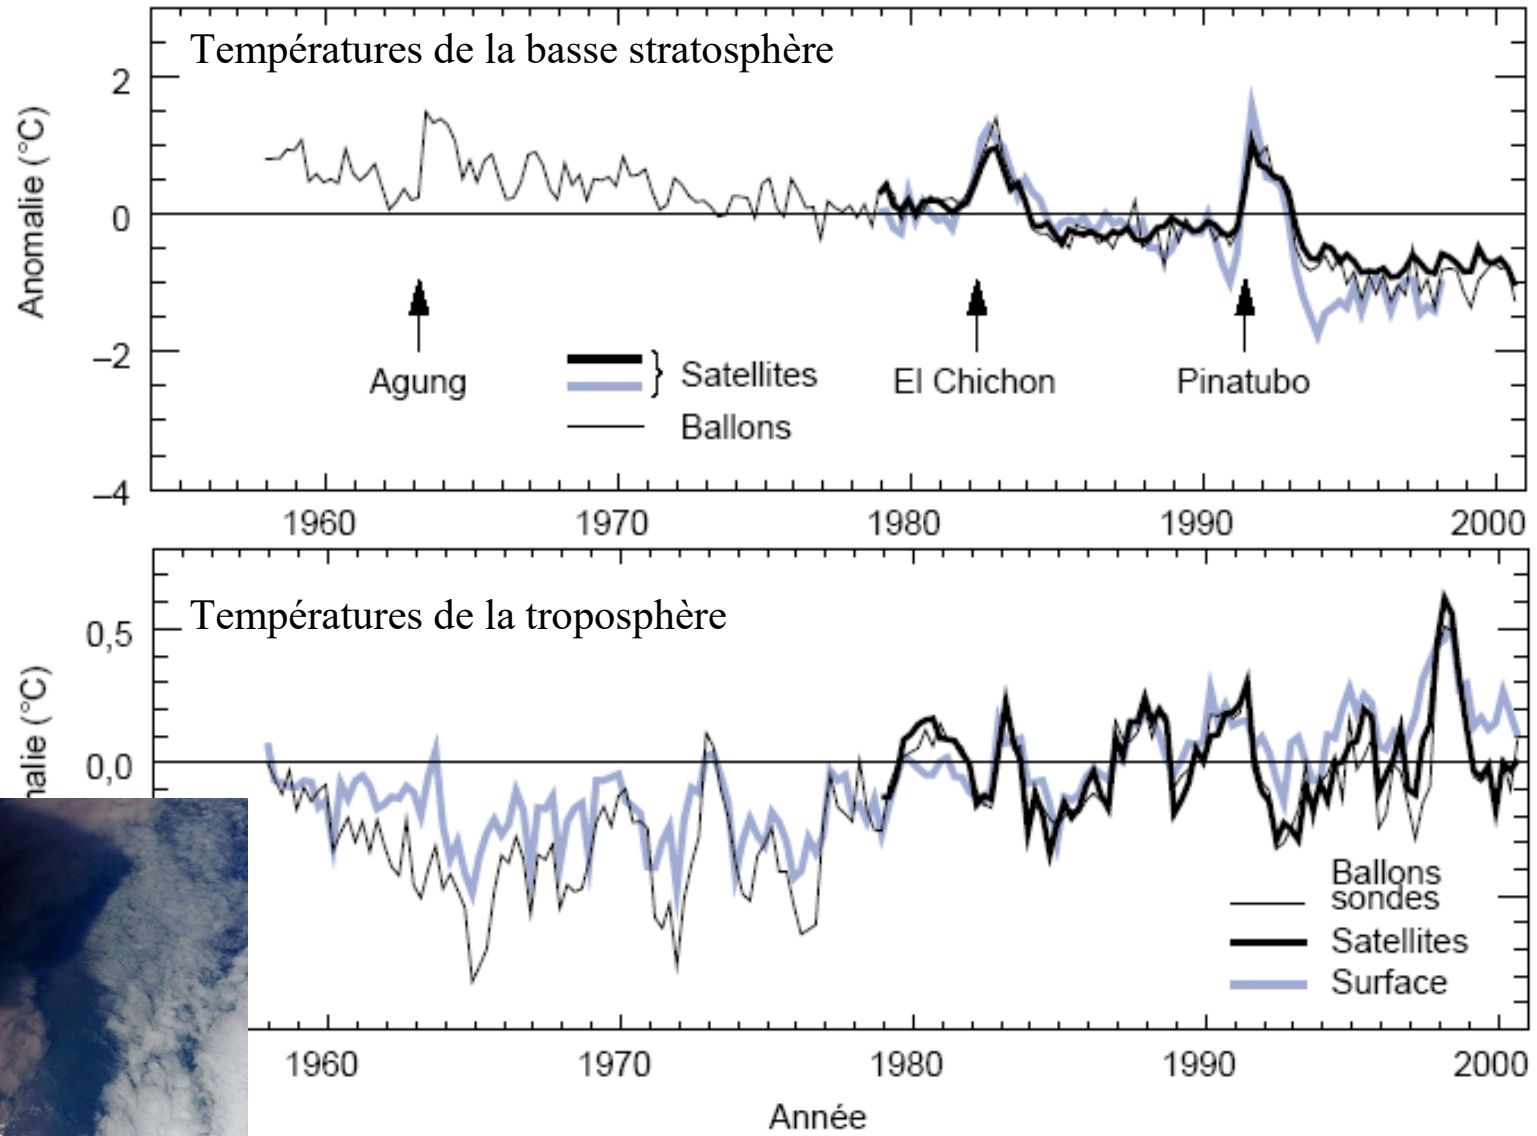 Températures de la basse stratosphère
Anomalie (°C)
2
0
–2
–4
Agung
El Chichon
Pinatubo
Satellites
Ballons
1960 1970 1980 1990 2000
Températures de la troposphère
malie (°C)
0,5
0,0
Ballons
sondes
Satellites
Surface
1960 1970 1980 1990 2000
Année